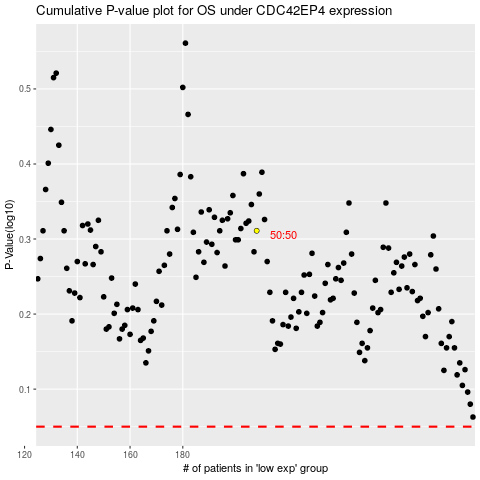 Cumulative P-value plot for OS under CDC42EP4 expression
P-Value(log10)
0.5
0.4
0.3
0.2
0.1
50:50
120 140 160 180
# of patients in 'low exp' group